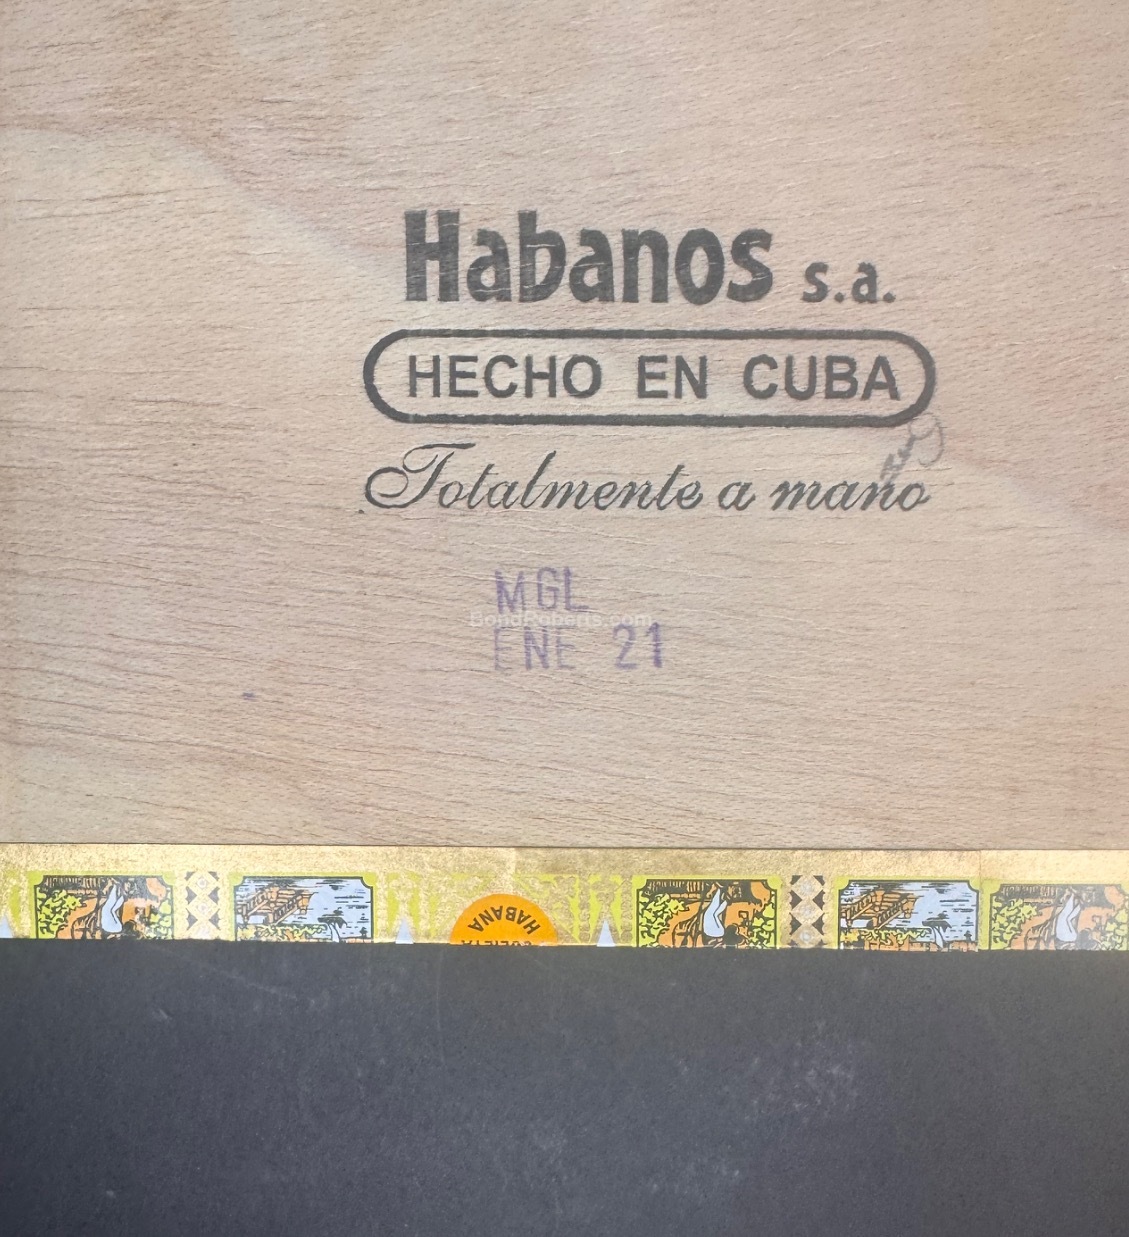 Habanos s.a.
HECHO EN CUBA
Totalmente a mano
MGL
BondRoberts.com
ENE 21
HABANA